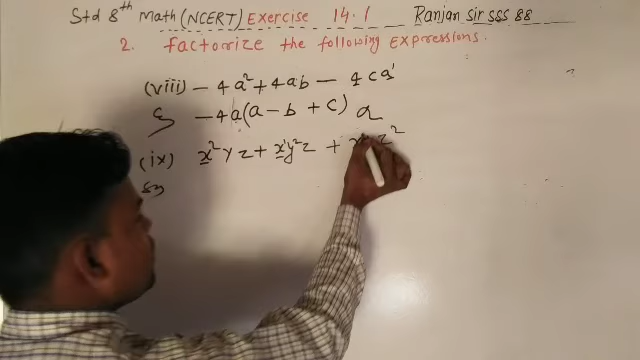 Std 8th Math (NCERT) Exercise 14.1 Ranjan sir sss 88
2. factorize the following expressions.
(viii) – 4a² + 4ab – 4ca
– 4a(a – b + c) a
(ix) x²yz + xy²z + z²